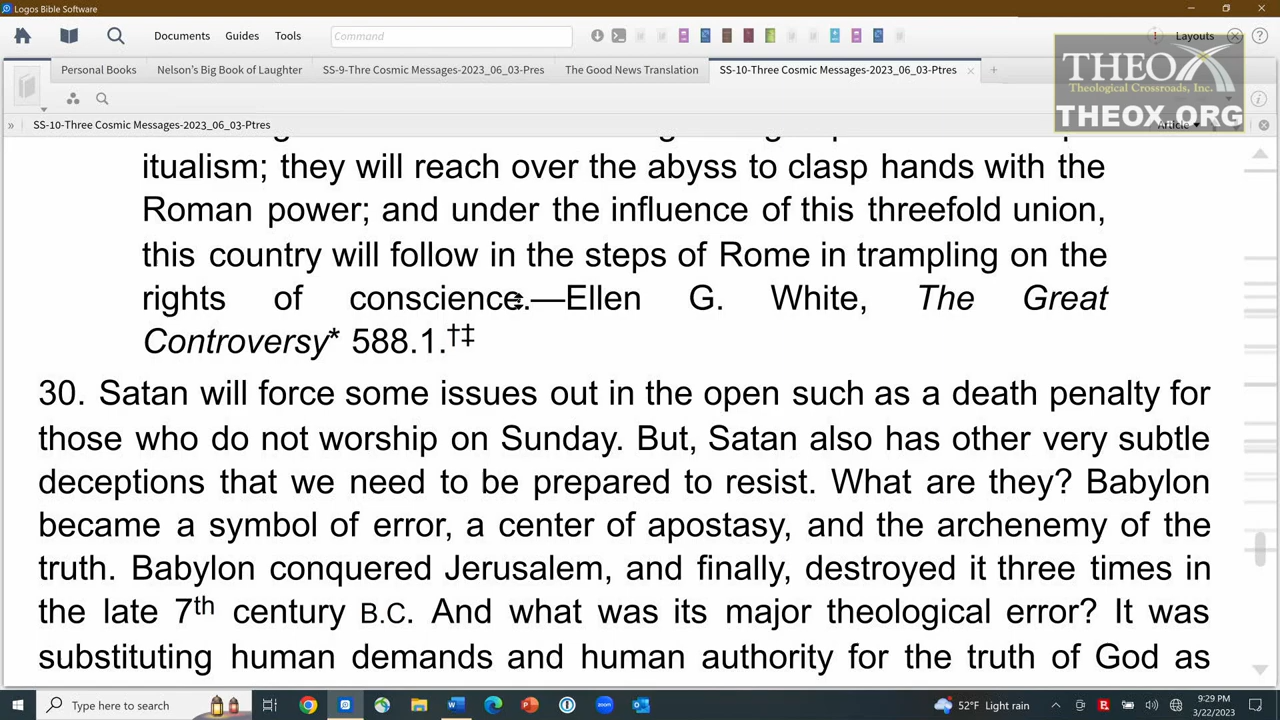 Logos Bible Software
Documents Guides Tools Command Layouts
Personal Books Nelson's Big Book of Laughter SS-9-Thre Cosmic Messages-2023_06_03-Pres The Good News Translation SS-10-Three Cosmic Messages-2023_06_03-Ptres
THEOX
Theological Crossroads, Inc.
THEOX.ORG
» SS-10-Three Cosmic Messages-2023_06_03-Ptres Article
itualism; they will reach over the abyss to clasp hands with the
Roman power; and under the influence of this threefold union,
this country will follow in the steps of Rome in trampling on the
rights of conscience.—Ellen G. White, The Great
Controversy* 588.1.†‡
30. Satan will force some issues out in the open such as a death penalty for
those who do not worship on Sunday. But, Satan also has other very subtle
deceptions that we need to be prepared to resist. What are they? Babylon
became a symbol of error, a center of apostasy, and the archenemy of the
truth. Babylon conquered Jerusalem, and finally, destroyed it three times in
the late 7th century B.C. And what was its major theological error? It was
substituting human demands and human authority for the truth of God as
Type here to search 52°F Light rain 9:29 PM
3/22/2023